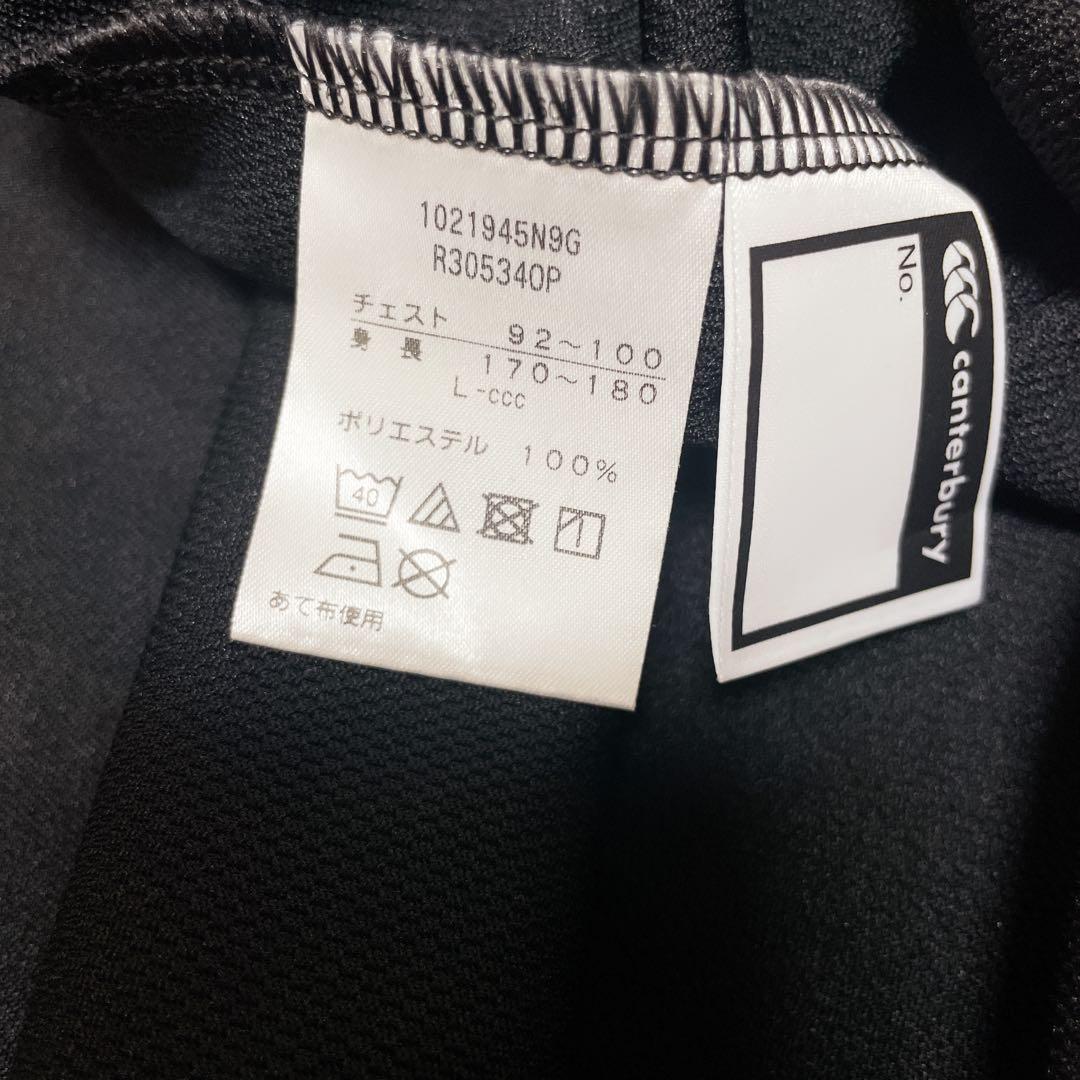 1021945N9G
R305340P
チェスト 92～100
身長 170～180
L-ccc
ポリエステル 100%
40
あて布使用
No.
canterbury